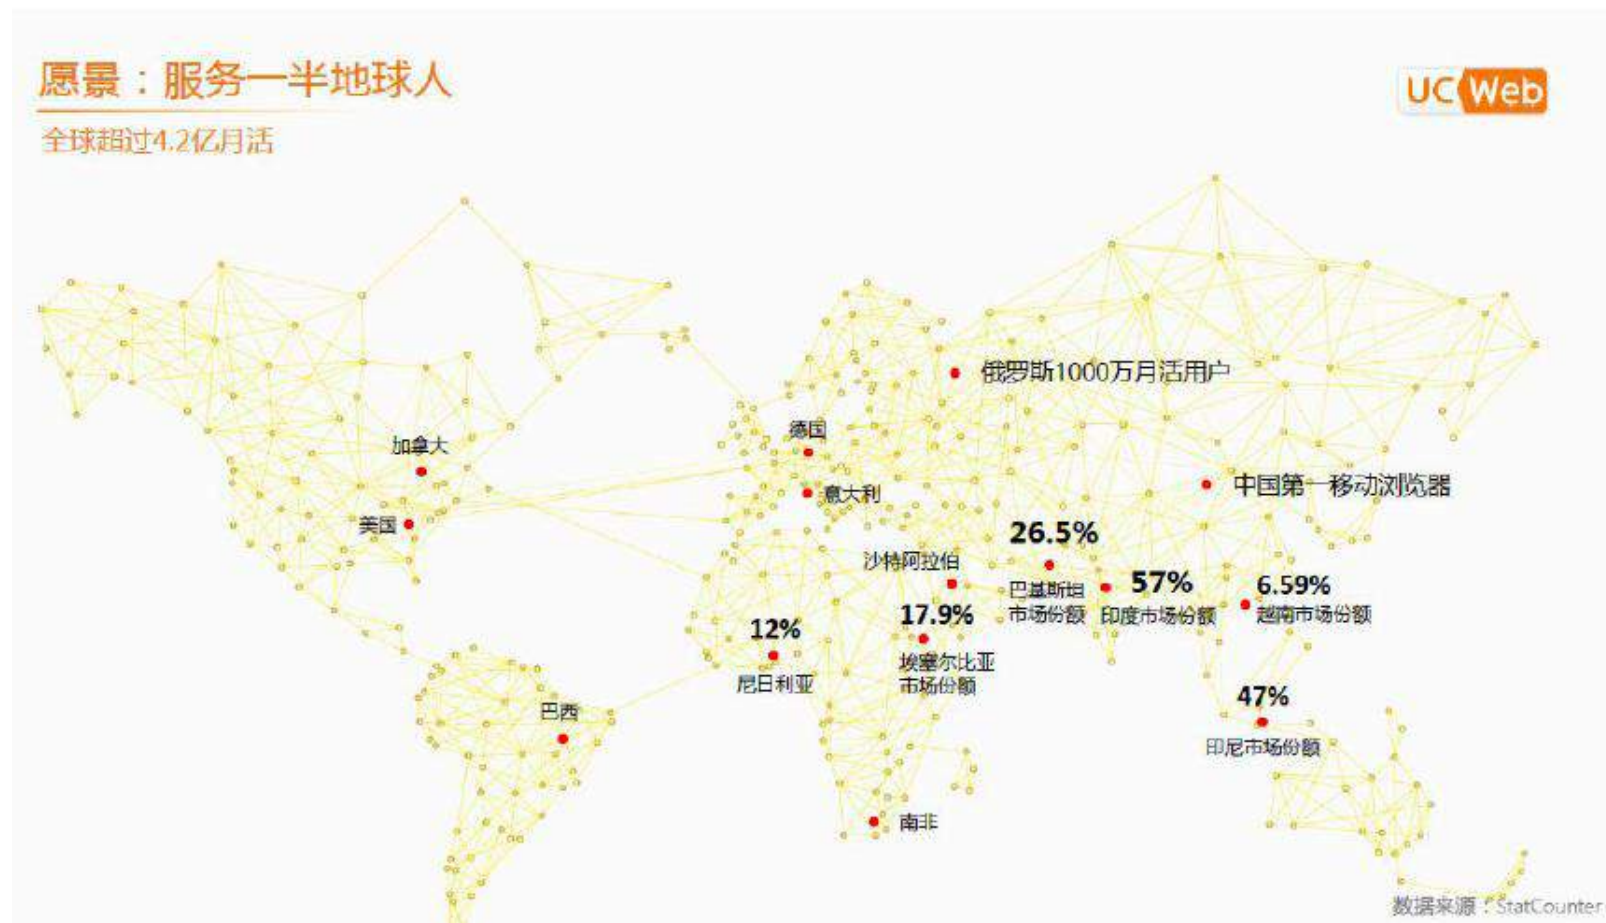 愿景：服务一半地球人
UC Web
全球超过4.2亿月活
俄罗斯1000万月活用户
德国
加拿大
意大利
中国第一移动浏览器
美国
26.5%
沙特阿拉伯
巴基斯坦
市场份额
57%
印度市场份额
6.59%
越南市场份额
17.9%
埃塞尔比亚
市场份额
12%
尼日利亚
巴西
47%
印尼市场份额
南非
数据来源：StatCounter